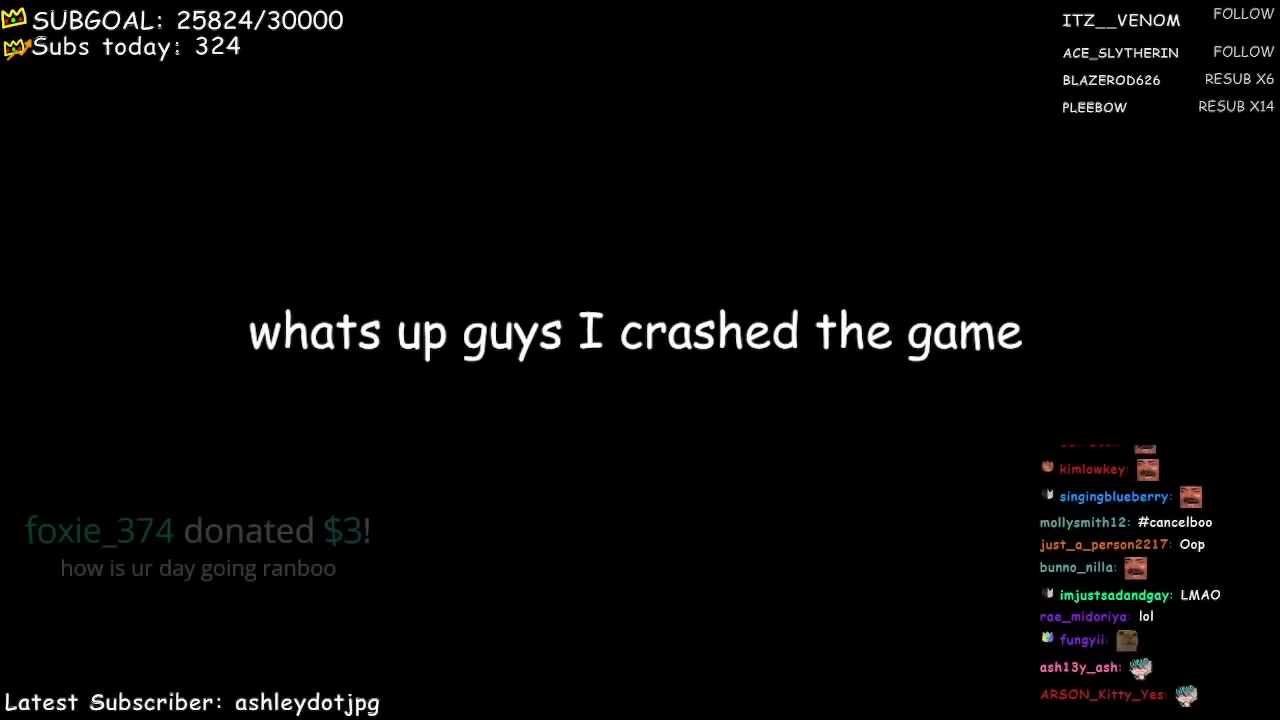 SUBGOAL: 25824/30000
Subs today: 324
ITZ__VENOM FOLLOW
ACE_SLYTHERIN FOLLOW
BLAZEROD626 RESUB X6
PLEEBOW RESUB X14
whats up guys I crashed the game
foxie_374 donated $3!
how is ur day going ranboo
kimlowkey:
singingblueberry:
mollysmith12: #cancelboo
just_a_person2217: Oop
bunno_nilla:
imjustsadandgay: LMAO
rae_midoriya: lol
fungyii:
ash13y_ash:
ARSON_Kitty_Yes:
Latest Subscriber: ashleydotjpg